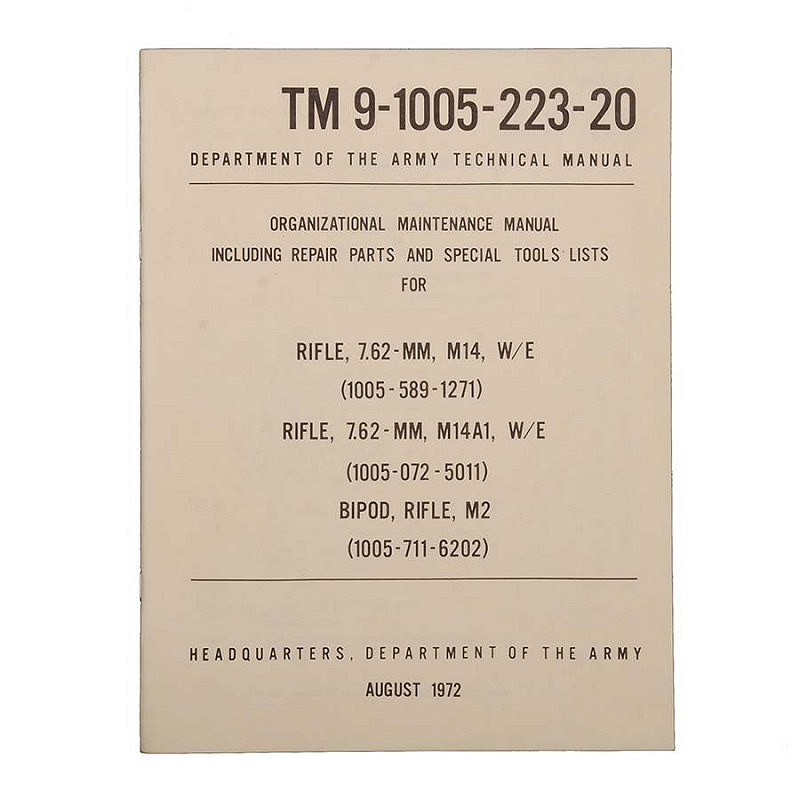 TM 9-1005-223-20
DEPARTMENT OF THE ARMY TECHNICAL MANUAL
ORGANIZATIONAL MAINTENANCE MANUAL
INCLUDING REPAIR PARTS AND SPECIAL TOOLS LISTS
FOR
RIFLE, 7.62-MM, M14, W/E
(1005-589-1271)
RIFLE, 7.62-MM, M14A1, W/E
(1005-072-5011)
BIPOD, RIFLE, M2
(1005-711-6202)
HEADQUARTERS, DEPARTMENT OF THE ARMY
AUGUST 1972